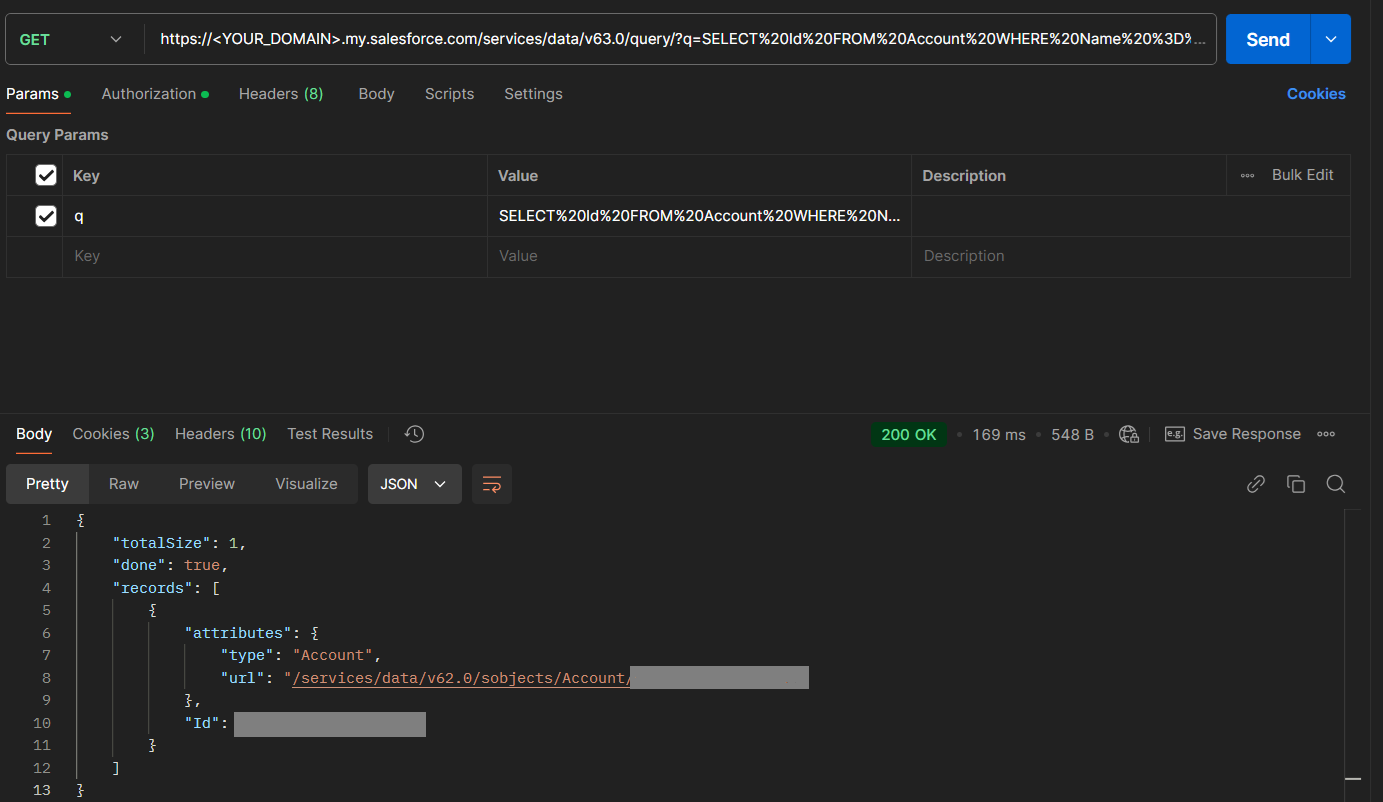 GET https://<YOUR_DOMAIN>.my.salesforce.com/services/data/v63.0/query/?q=SELECT%20Id%20FROM%20Account%20WHERE%20Name%20%3D%... Send
Params Authorization Headers (8) Body Scripts Settings Cookies
Query Params
Key Value Description Bulk Edit
q SELECT%20Id%20FROM%20Account%20WHERE%20N...
Key Value Description
Body Cookies (3) Headers (10) Test Results 200 OK 169 ms 548 B e.g. Save Response
Pretty Raw Preview Visualize JSON
1 {
2 "totalSize": 1,
3 "done": true,
4 "records": [
5 {
6 "attributes": {
7 "type": "Account",
8 "url": "/services/data/v62.0/sobjects/Account/
9 },
10 "Id":
11 }
12 ]
13 }